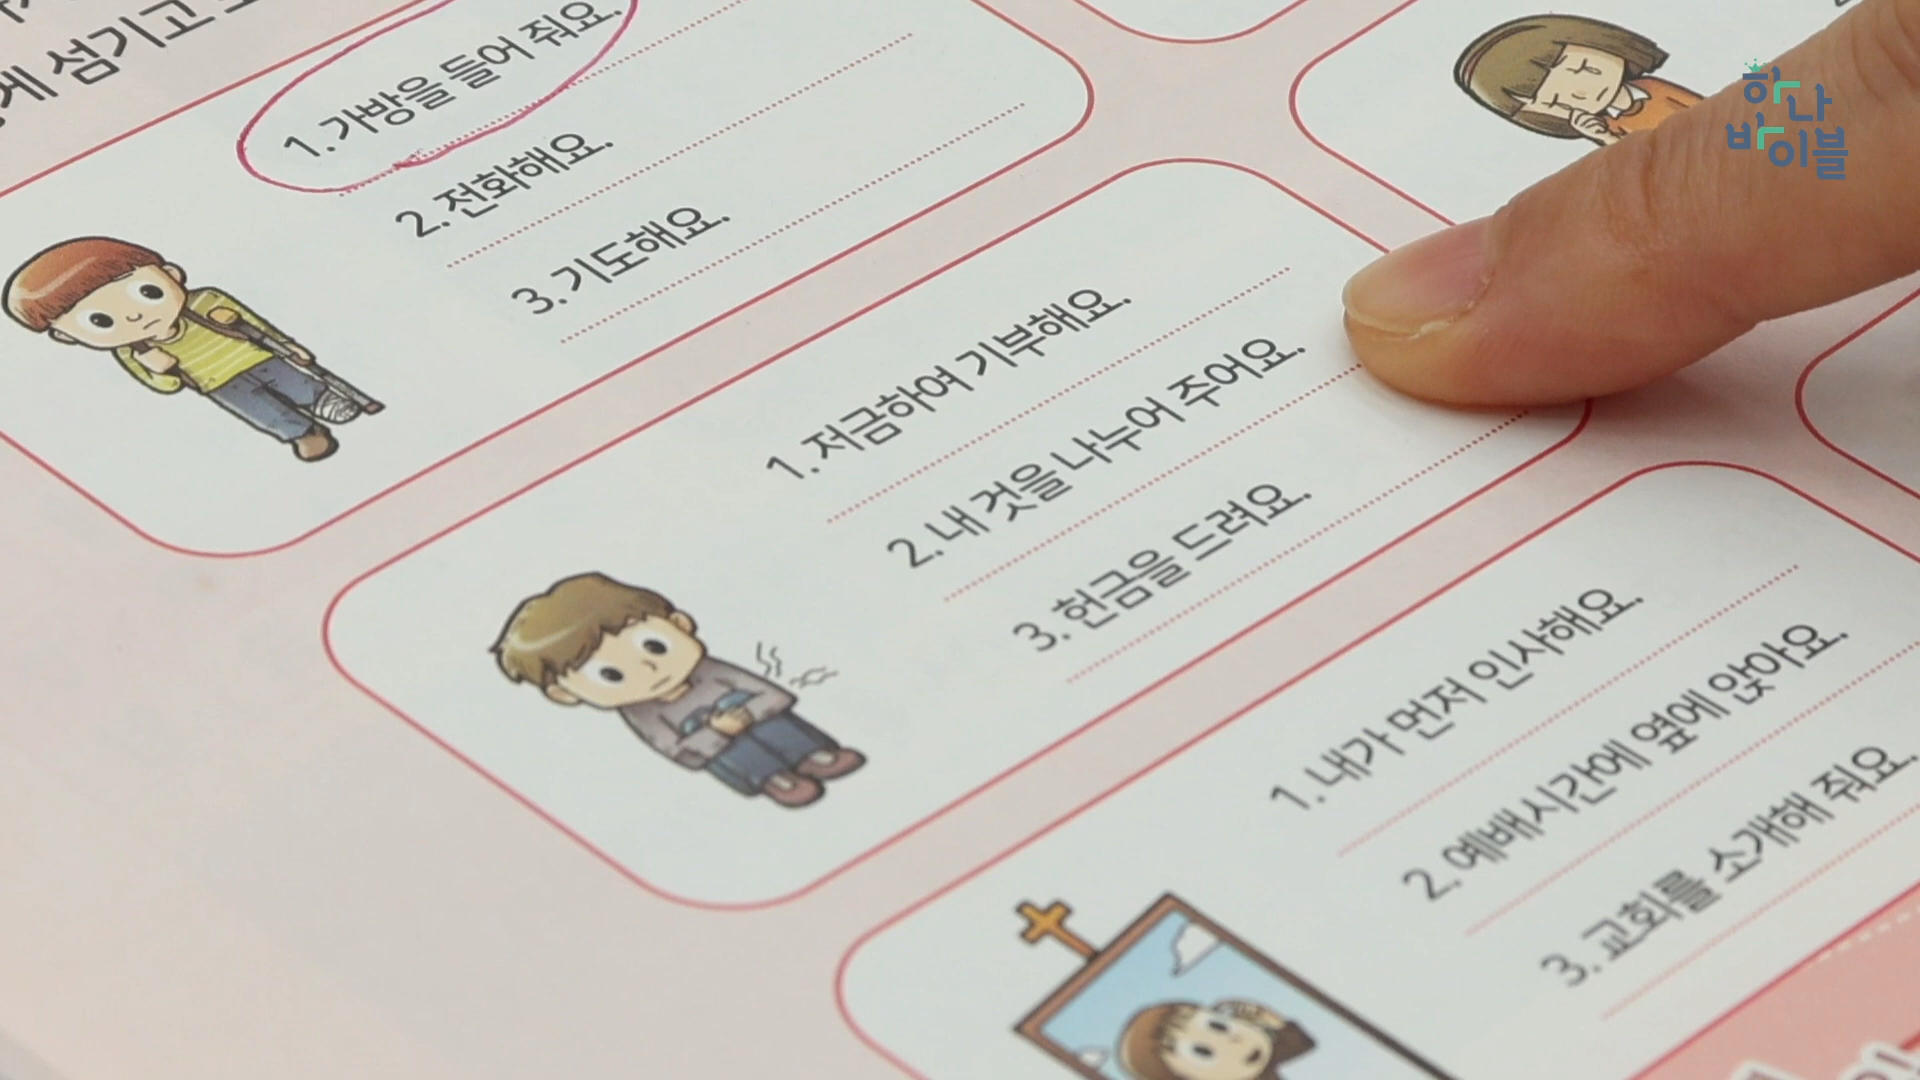 게 섬기고
1. 가방을 들어 줘요.
2. 전화해요.
3. 기도해요.
1. 저금하여 기부해요.
2. 내 것을 나누어 주어요.
3. 헌금을 드려요.
1. 내가 먼저 인사해요.
2. 예배시간에 옆에 앉아요.
3. 교회를 소개해 줘요.
하나
바이블